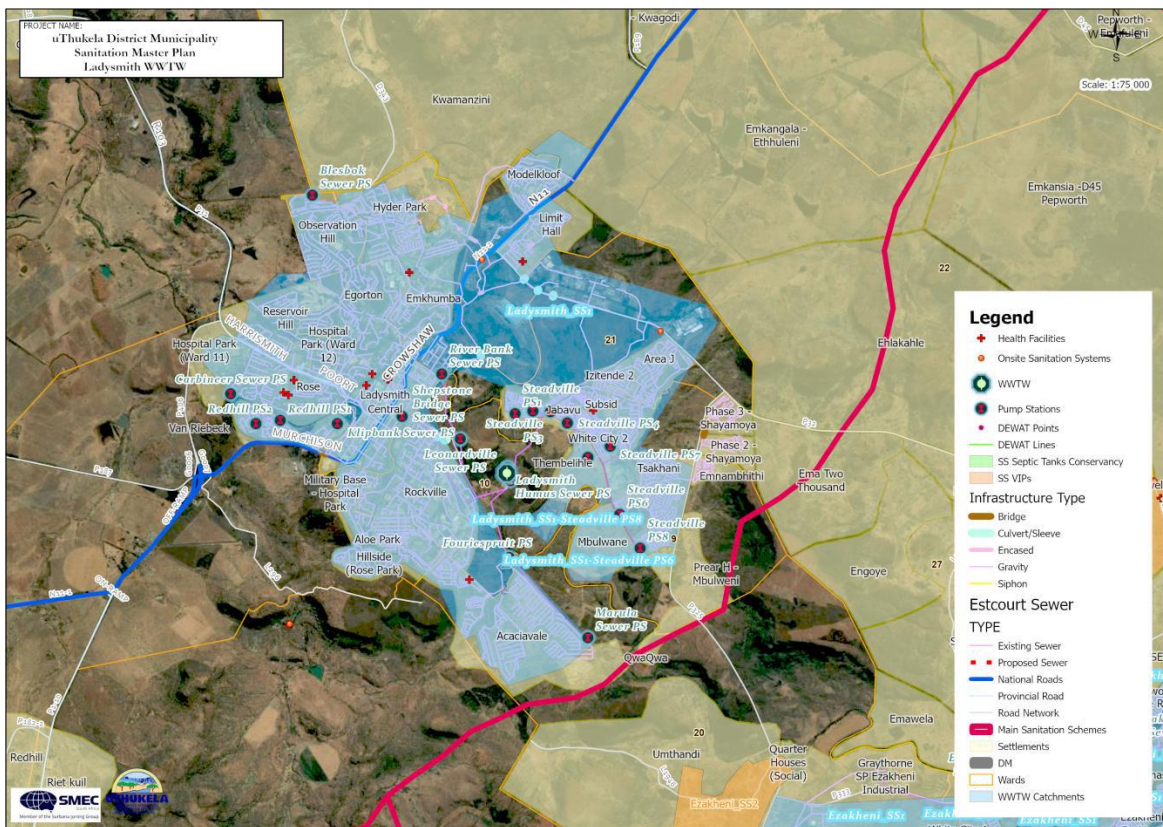 PROJECT NAME:
uThukela District Municipality
Sanitation Master Plan
Ladysmith WWTW
- Kwagodi
Pepworth -
Emafuleni
N
W
E
S
Scale: 1:75 000
Kwamanzini
Emkangala -
Ethhuleni
Emkansia -D45
Pepworth
22
Blesbok
Sewer PS
Modelkloof
N11
Hyder Park
Limit
Hall
Observation
Hill
Egorton
Emkhumba
Ladysmith_SS1
Reservoir
Hill
Hospital
Park (Ward
12)
Hospital Park
(Ward 11)
HARRISMITH
POORT
CROWSHAW
River Bank
Sewer PS
21
Area J
Izitende 2
Ehlakahle
Carbineer Sewer PS
Rose
Ladysmith
Central
Shepstone
Bridge
Sewer PS
Steadville
PS1
Jabavu
Subsid
Redhill PS2
Redhill PS1
Klipbank Sewer PS
Steadville
PS3
Steadville PS4
White City 2
Phase 3 -
Shayamoya
P32
Van Riebeck
MURCHISON
Leonardville
Sewer PS
Thembelihle
Steadville PS7
Tsakhani
Phase 2 -
Shayamoya
Emnambhithi
Ema Two
Thousand
Military Base
- Hospital
Park
10
Rockville
Ladysmith
Humus Sewer PS
Steadville
PS6
Ladysmith_SS1-Steadville PS8
Steadville
PS8
9
Aloe Park
Hillside
(Rose Park)
Fouriespruit PS
Mbulwane
Ladysmith_SS1-Steadville PS6
Prear H -
Mbulweni
Engoye
27
OFF-RAMP
ON-RAMP
Marula
Sewer PS
Acaciavale
QwaQwa
Emawela
20
Umthandi
Quarter
Houses
(Social)
Graythorne
SP Ezakheni
Industrial
Redhill
Riet kuil
Ezakheni_SS2
P333
Ezakheni_SS1
Legend
Health Facilities
Onsite Sanitation Systems
WWTW
Pump Stations
DEWAT Points
DEWAT Lines
SS Septic Tanks Conservancy
SS VIPs
Infrastructure Type
Bridge
Culvert/Sleeve
Encased
Gravity
Siphon
Estcourt Sewer
TYPE
Existing Sewer
Proposed Sewer
National Roads
Provincial Road
Road Network
Main Sanitation Schemes
Settlements
DM
Wards
WWTW Catchments
SMEC
Member of the Surbana Jurong Group
UTHUKELA